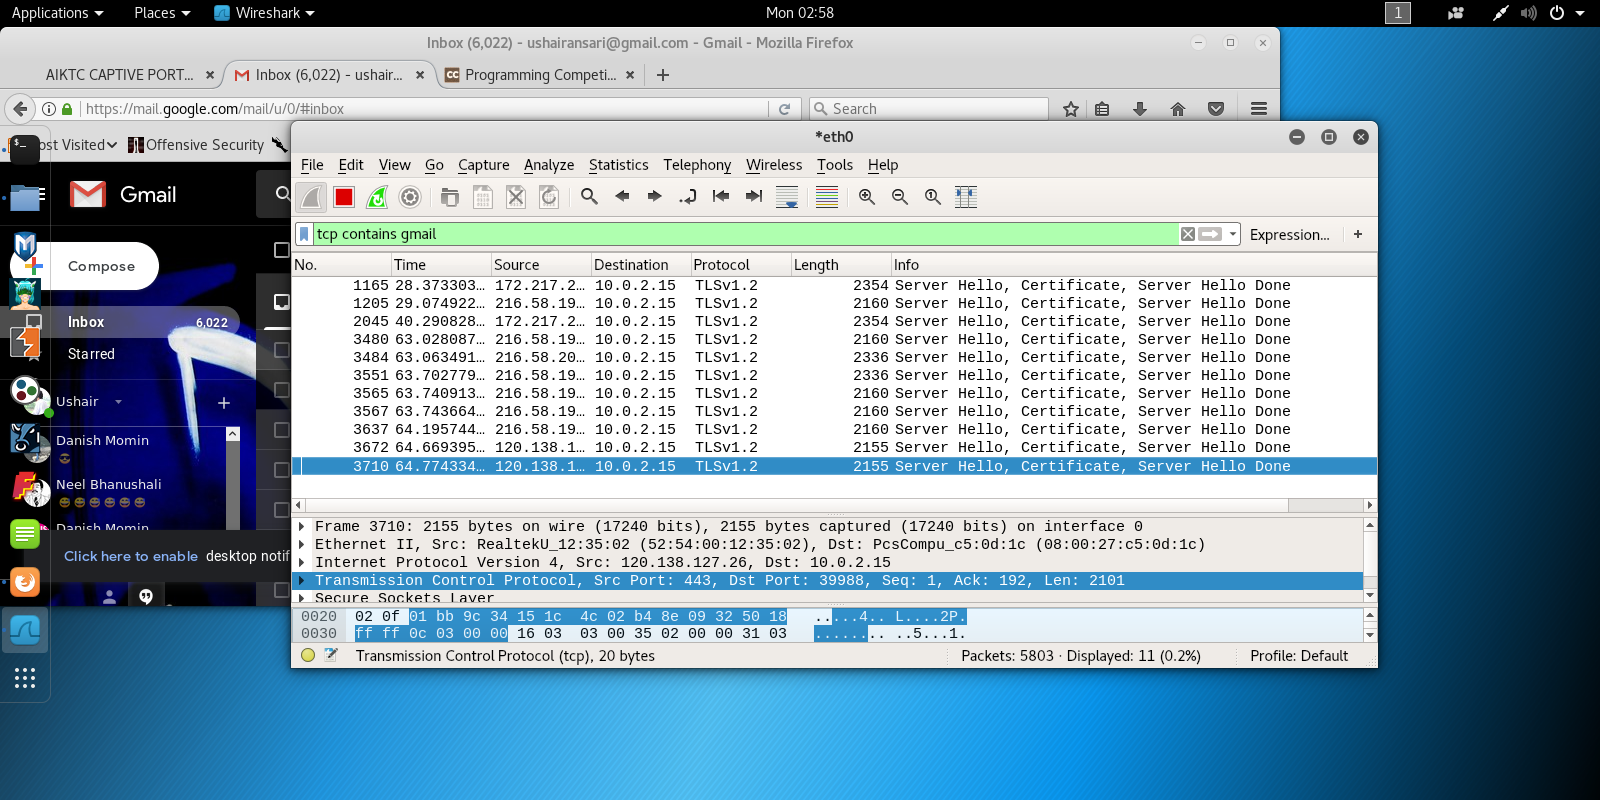 Applications Places Wireshark Mon 02:58 1
Inbox (6,022) - ushairansari@gmail.com - Gmail - Mozilla Firefox
AIKTC CAPTIVE PORT... Inbox (6,022) - ushair... Programming Competi...
https://mail.google.com/mail/u/0/#inbox Search
ost Visited Offensive Security
Gmail
Compose
Inbox 6,022
Starred
Ushair
Danish Momin
Neel Bhanushali
Danish Momin
Click here to enable desktop notif
*eth0
File Edit View Go Capture Analyze Statistics Telephony Wireless Tools Help
tcp contains gmail Expression... +
No. Time Source Destination Protocol Length Info
1165 28.373303... 172.217.2... 10.0.2.15 TLSv1.2 2354 Server Hello, Certificate, Server Hello Done
1205 29.074922... 216.58.19... 10.0.2.15 TLSv1.2 2160 Server Hello, Certificate, Server Hello Done
2045 40.290828... 172.217.2... 10.0.2.15 TLSv1.2 2354 Server Hello, Certificate, Server Hello Done
3480 63.028087... 216.58.19... 10.0.2.15 TLSv1.2 2160 Server Hello, Certificate, Server Hello Done
3484 63.063491... 216.58.20... 10.0.2.15 TLSv1.2 2336 Server Hello, Certificate, Server Hello Done
3551 63.702779... 216.58.19... 10.0.2.15 TLSv1.2 2336 Server Hello, Certificate, Server Hello Done
3565 63.740913... 216.58.19... 10.0.2.15 TLSv1.2 2160 Server Hello, Certificate, Server Hello Done
3567 63.743664... 216.58.19... 10.0.2.15 TLSv1.2 2160 Server Hello, Certificate, Server Hello Done
3637 64.195744... 216.58.19... 10.0.2.15 TLSv1.2 2160 Server Hello, Certificate, Server Hello Done
3672 64.669395... 120.138.1... 10.0.2.15 TLSv1.2 2155 Server Hello, Certificate, Server Hello Done
3710 64.774334... 120.138.1... 10.0.2.15 TLSv1.2 2155 Server Hello, Certificate, Server Hello Done
Frame 3710: 2155 bytes on wire (17240 bits), 2155 bytes captured (17240 bits) on interface 0
Ethernet II, Src: RealtekU_12:35:02 (52:54:00:12:35:02), Dst: PcsCompu_c5:0d:1c (08:00:27:c5:0d:1c)
Internet Protocol Version 4, Src: 120.138.127.26, Dst: 10.0.2.15
Transmission Control Protocol, Src Port: 443, Dst Port: 39988, Seq: 1, Ack: 192, Len: 2101
Secure Sockets Layer
0020 02 0f 01 bb 9c 34 15 1c 4c 02 b4 8e 09 32 50 18 .....4.. L....2P.
0030 ff ff 0c 03 00 00 16 03 03 00 35 02 00 00 31 03 ........ ..5...1.
Transmission Control Protocol (tcp), 20 bytes Packets: 5803 · Displayed: 11 (0.2%) Profile: Default